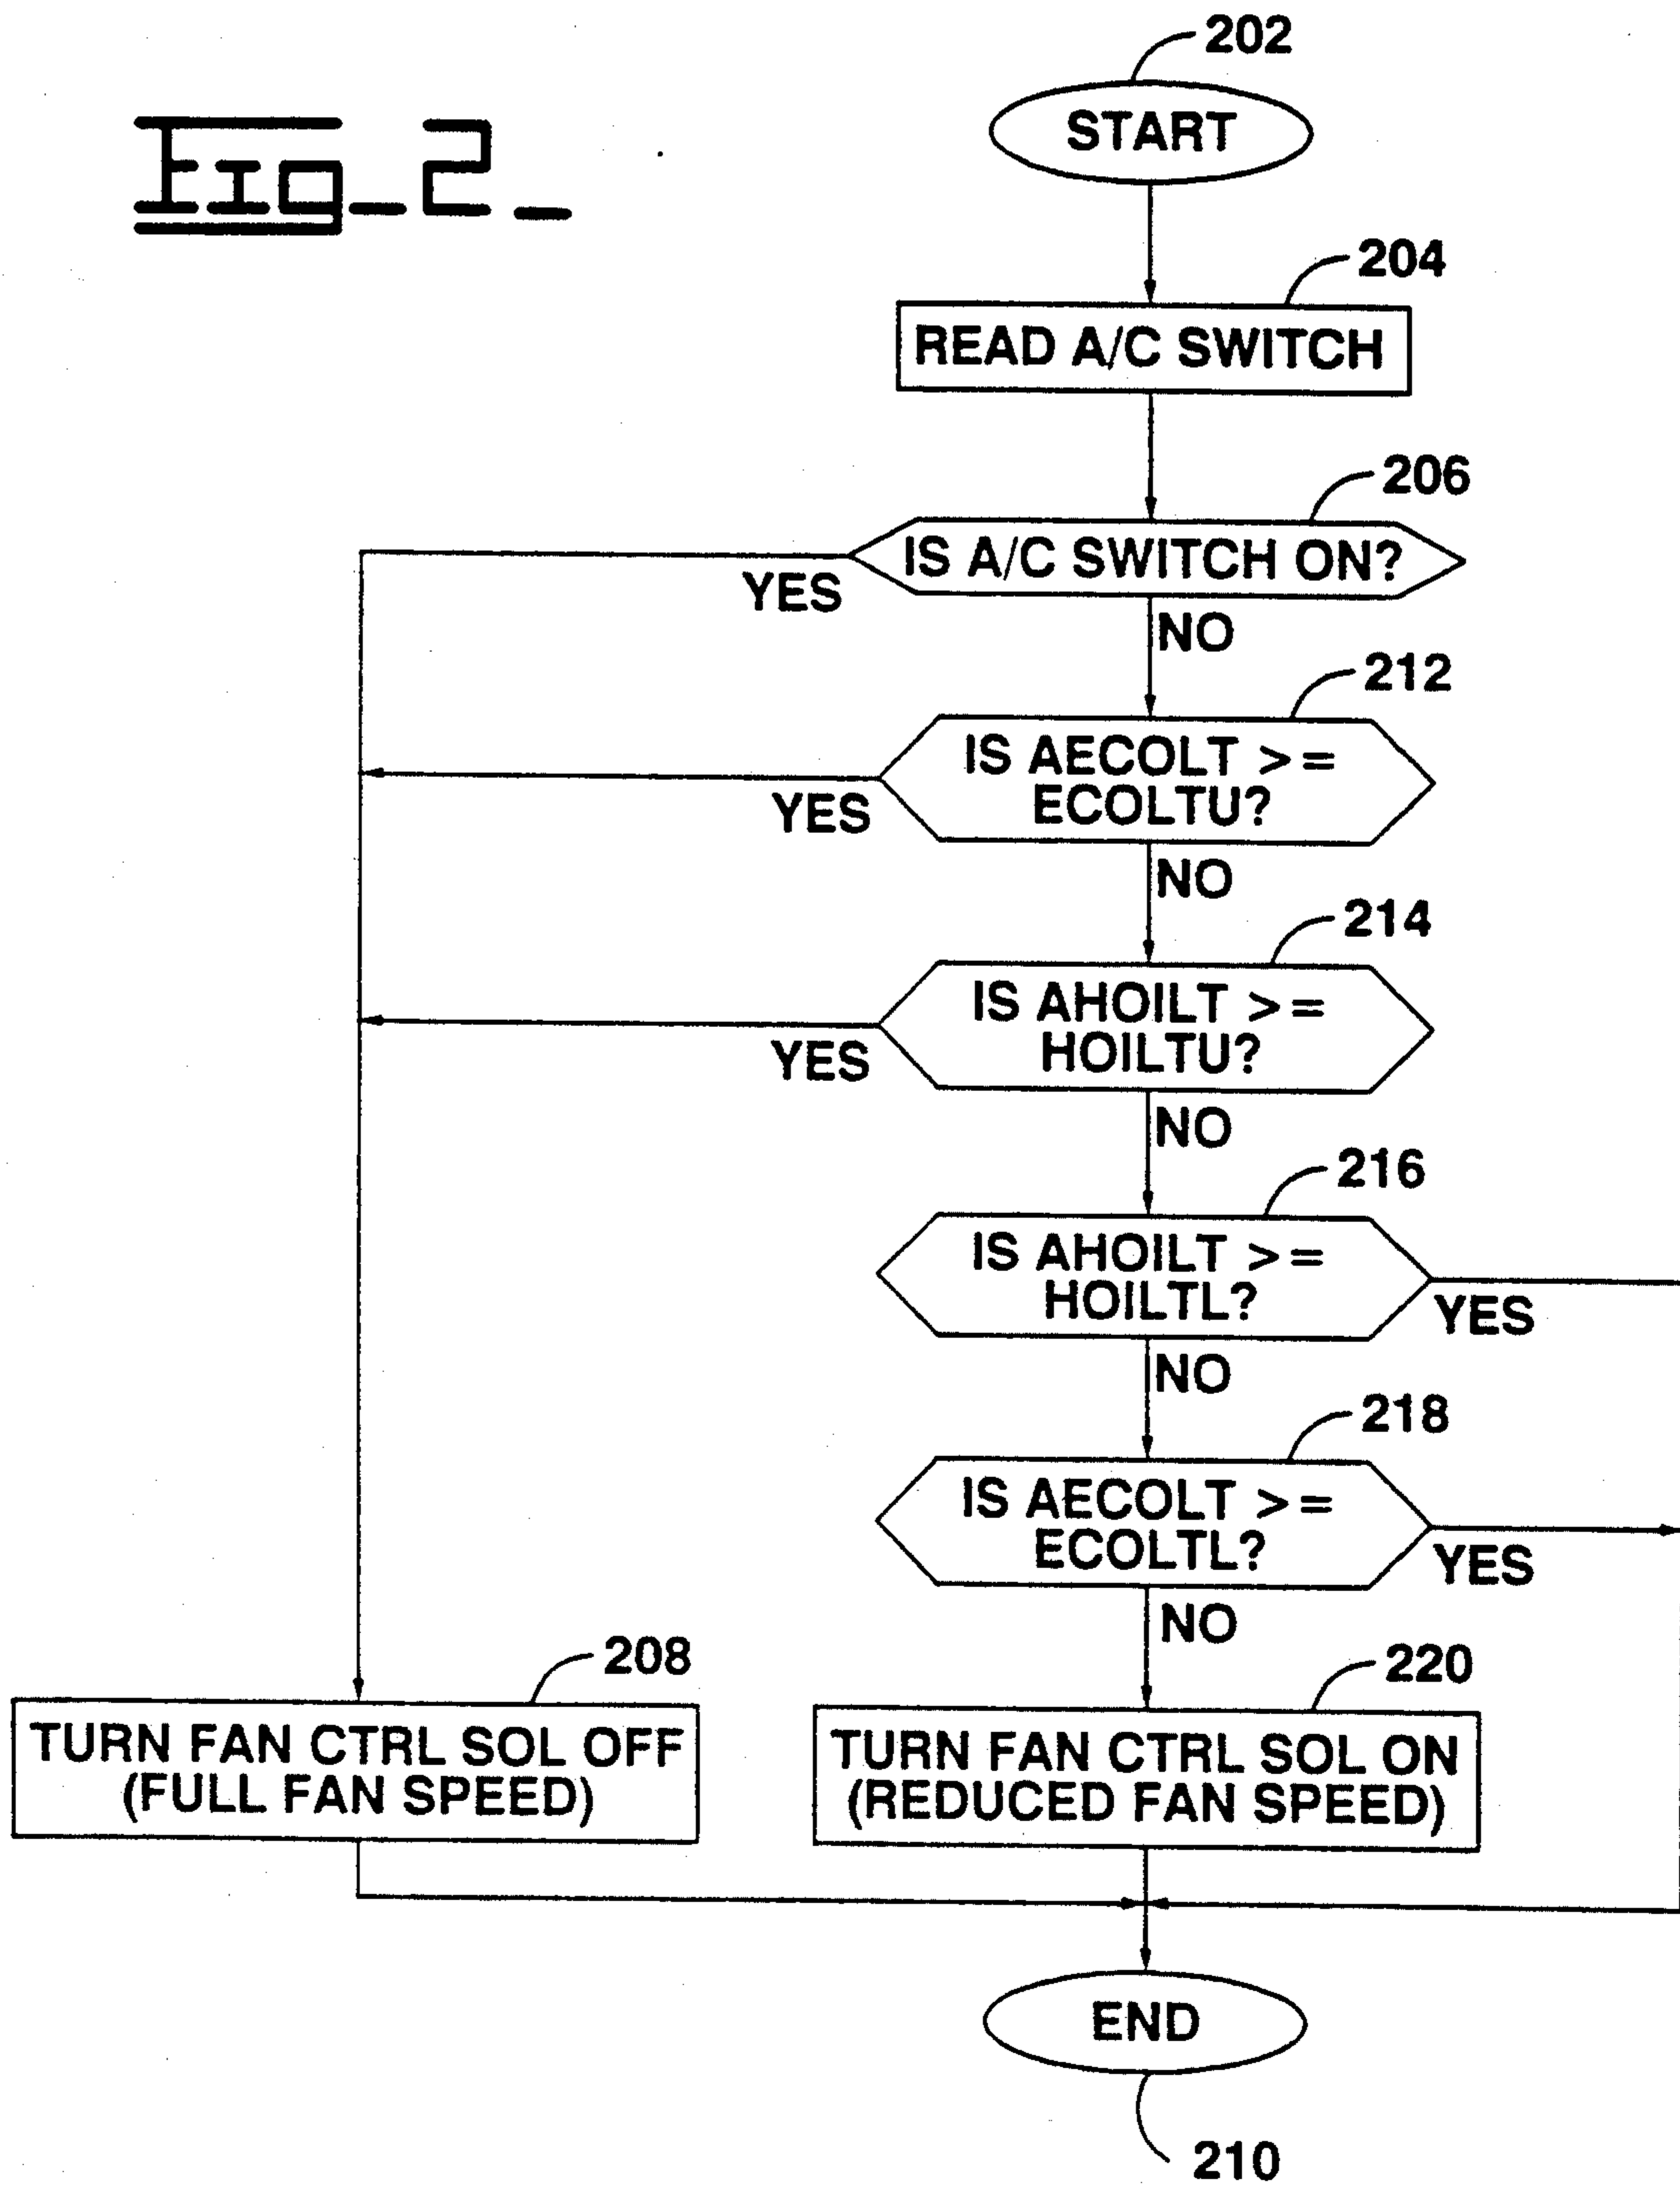 Fig_2_
202
START
204
READ A/C SWITCH
206
IS A/C SWITCH ON?
YES
NO
212
IS AECOLT >=
ECOLTU?
YES
NO
214
IS AHOILT >=
HOILTU?
YES
NO
216
IS AHOILT >=
HOILTL?
YES
NO
218
IS AECOLT >=
ECOLTL?
YES
NO
208
TURN FAN CTRL SOL OFF
(FULL FAN SPEED)
220
TURN FAN CTRL SOL ON
(REDUCED FAN SPEED)
END
210